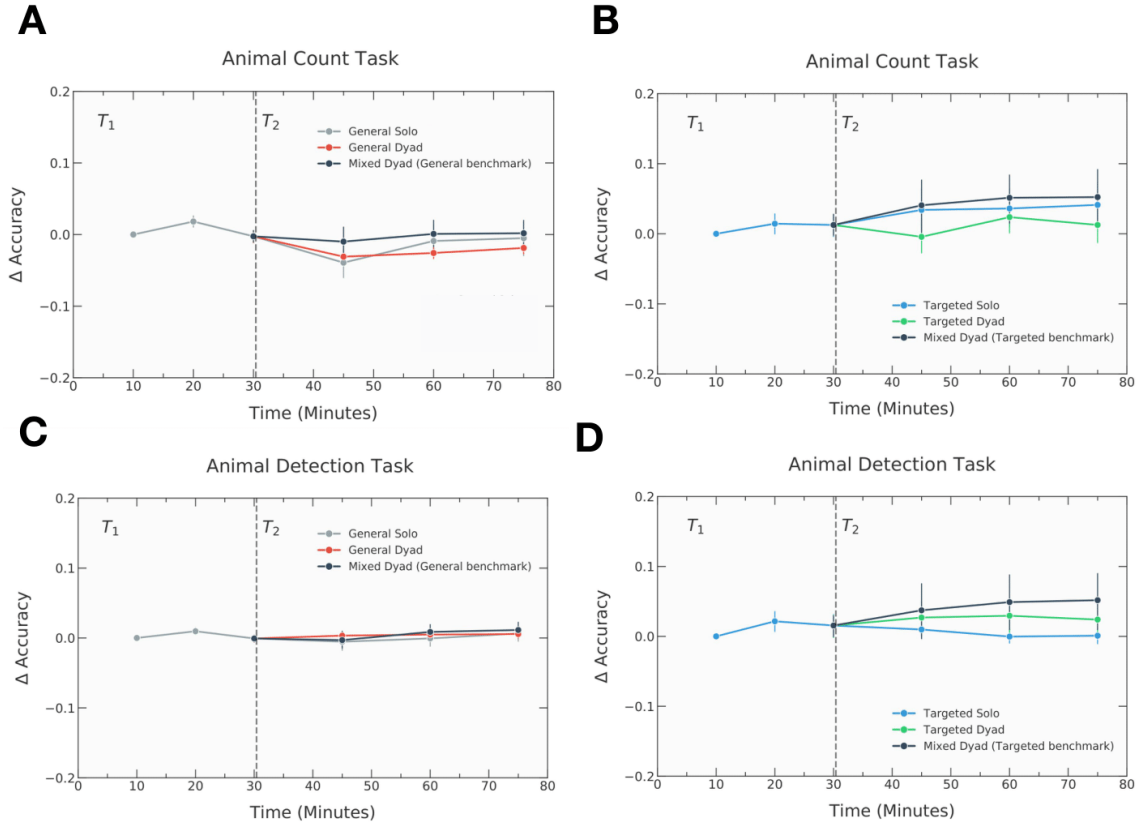 A
Animal Count Task
Δ Accuracy
0.2
0.1
0.0
−0.1
−0.2
T1
T2
General Solo
General Dyad
Mixed Dyad (General benchmark)
0 10 20 30 40 50 60 70 80
Time (Minutes)
B
Animal Count Task
Δ Accuracy
0.2
0.1
0.0
−0.1
−0.2
T1
T2
Targeted Solo
Targeted Dyad
Mixed Dyad (Targeted benchmark)
0 10 20 30 40 50 60 70 80
Time (Minutes)
C
Animal Detection Task
Δ Accuracy
0.2
0.1
0.0
−0.1
−0.2
T1
T2
General Solo
General Dyad
Mixed Dyad (General benchmark)
0 10 20 30 40 50 60 70 80
Time (Minutes)
D
Animal Detection Task
Δ Accuracy
0.2
0.1
0.0
−0.1
−0.2
T1
T2
Targeted Solo
Targeted Dyad
Mixed Dyad (Targeted benchmark)
0 10 20 30 40 50 60 70 80
Time (Minutes)